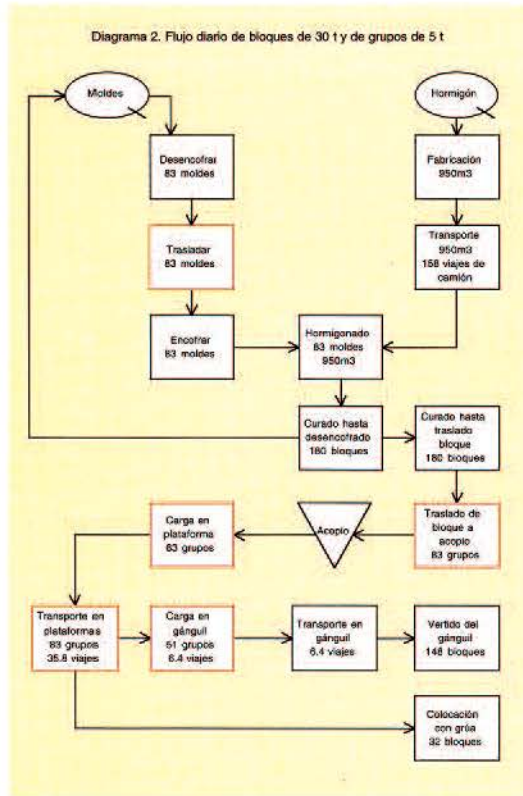 Diagrama 2. Flujo diario de bloques de 30 t y de grupos de 5 t
Moldes
Hormigón
Desencofrar
83 moldes
Fabricación
950m3
Trasladar
83 moldes
Transporte
950m3
158 viajes de
camión
Encofrar
83 moldes
Hormigonado
83 moldes
950m3
Curado hasta
desencofrado
180 bloques
Curado hasta
traslado
bloque
180 bloques
Carga en
plataforma
83 grupos
Acopio
Traslado de
bloque a
acopio
83 grupos
Transporte en
plataformas
83 grupos
35.8 viajes
Carga en
gánguil
51 grupos
6.4 viajes
Transporte en
gánguil
6.4 viajes
Vertido del
gánguil
148 bloques
Colocación
con grúa
32 bloques